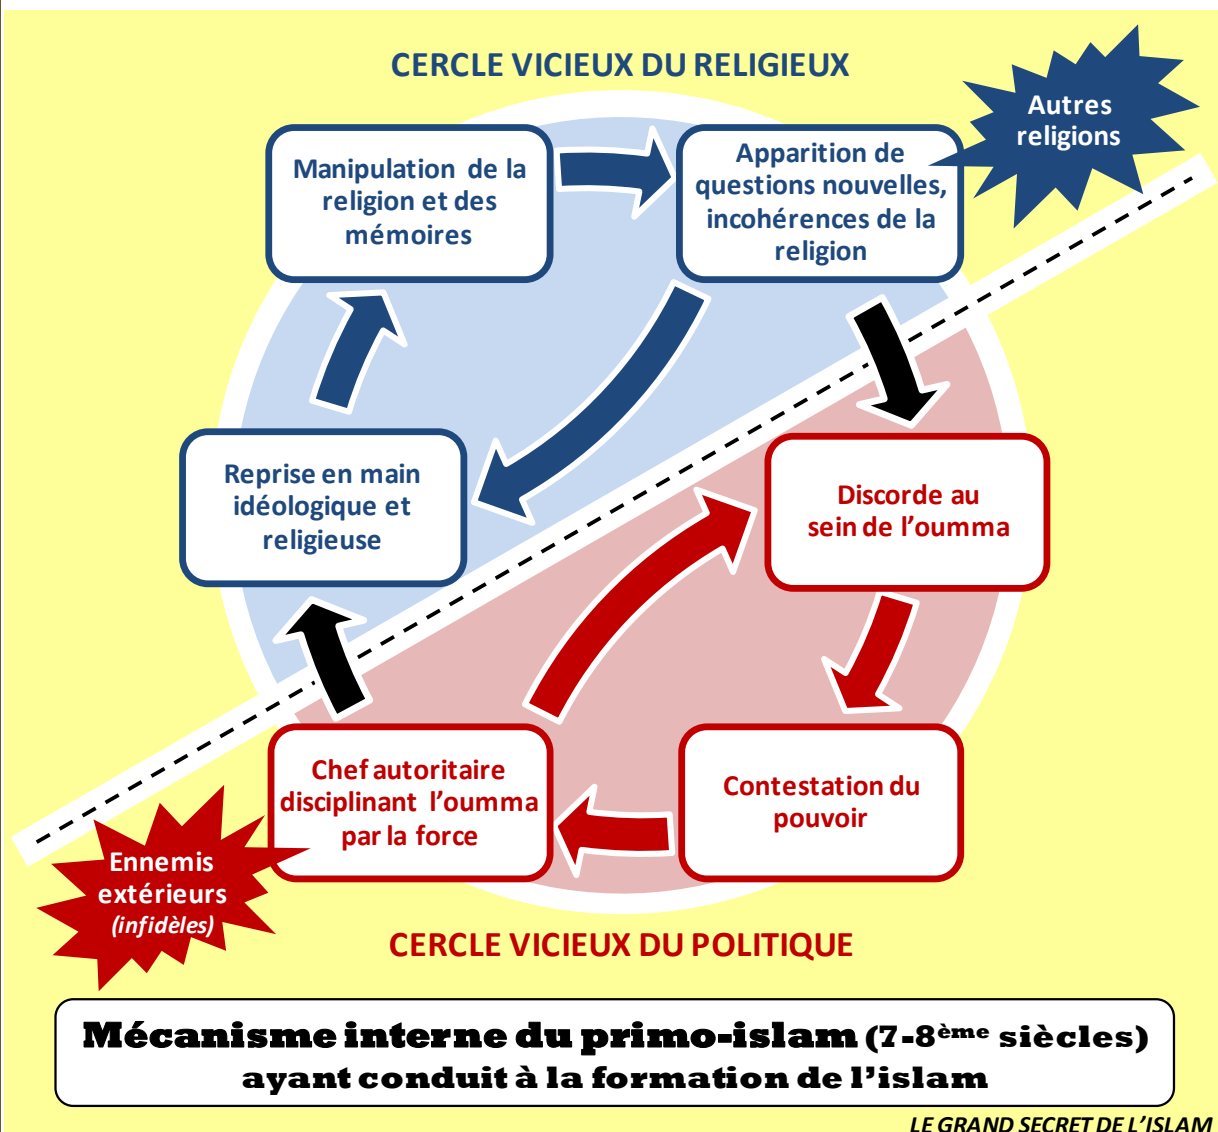 CERCLE VICIEUX DU RELIGIEUX
Autres
religions
Manipulation de la
religion et des
mémoires
Apparition de
questions nouvelles,
incohérences de la
religion
Reprise en main
idéologique et
religieuse
Discorde au
sein de l’oumma
Chef autoritaire
disciplinant l’oumma
par la force
Contestation du
pouvoir
Ennemis
extérieurs
(infidèles)
CERCLE VICIEUX DU POLITIQUE
Mécanisme interne du primo-islam (7-8ème siècles)
ayant conduit à la formation de l’islam
LE GRAND SECRET DE L’ISLAM